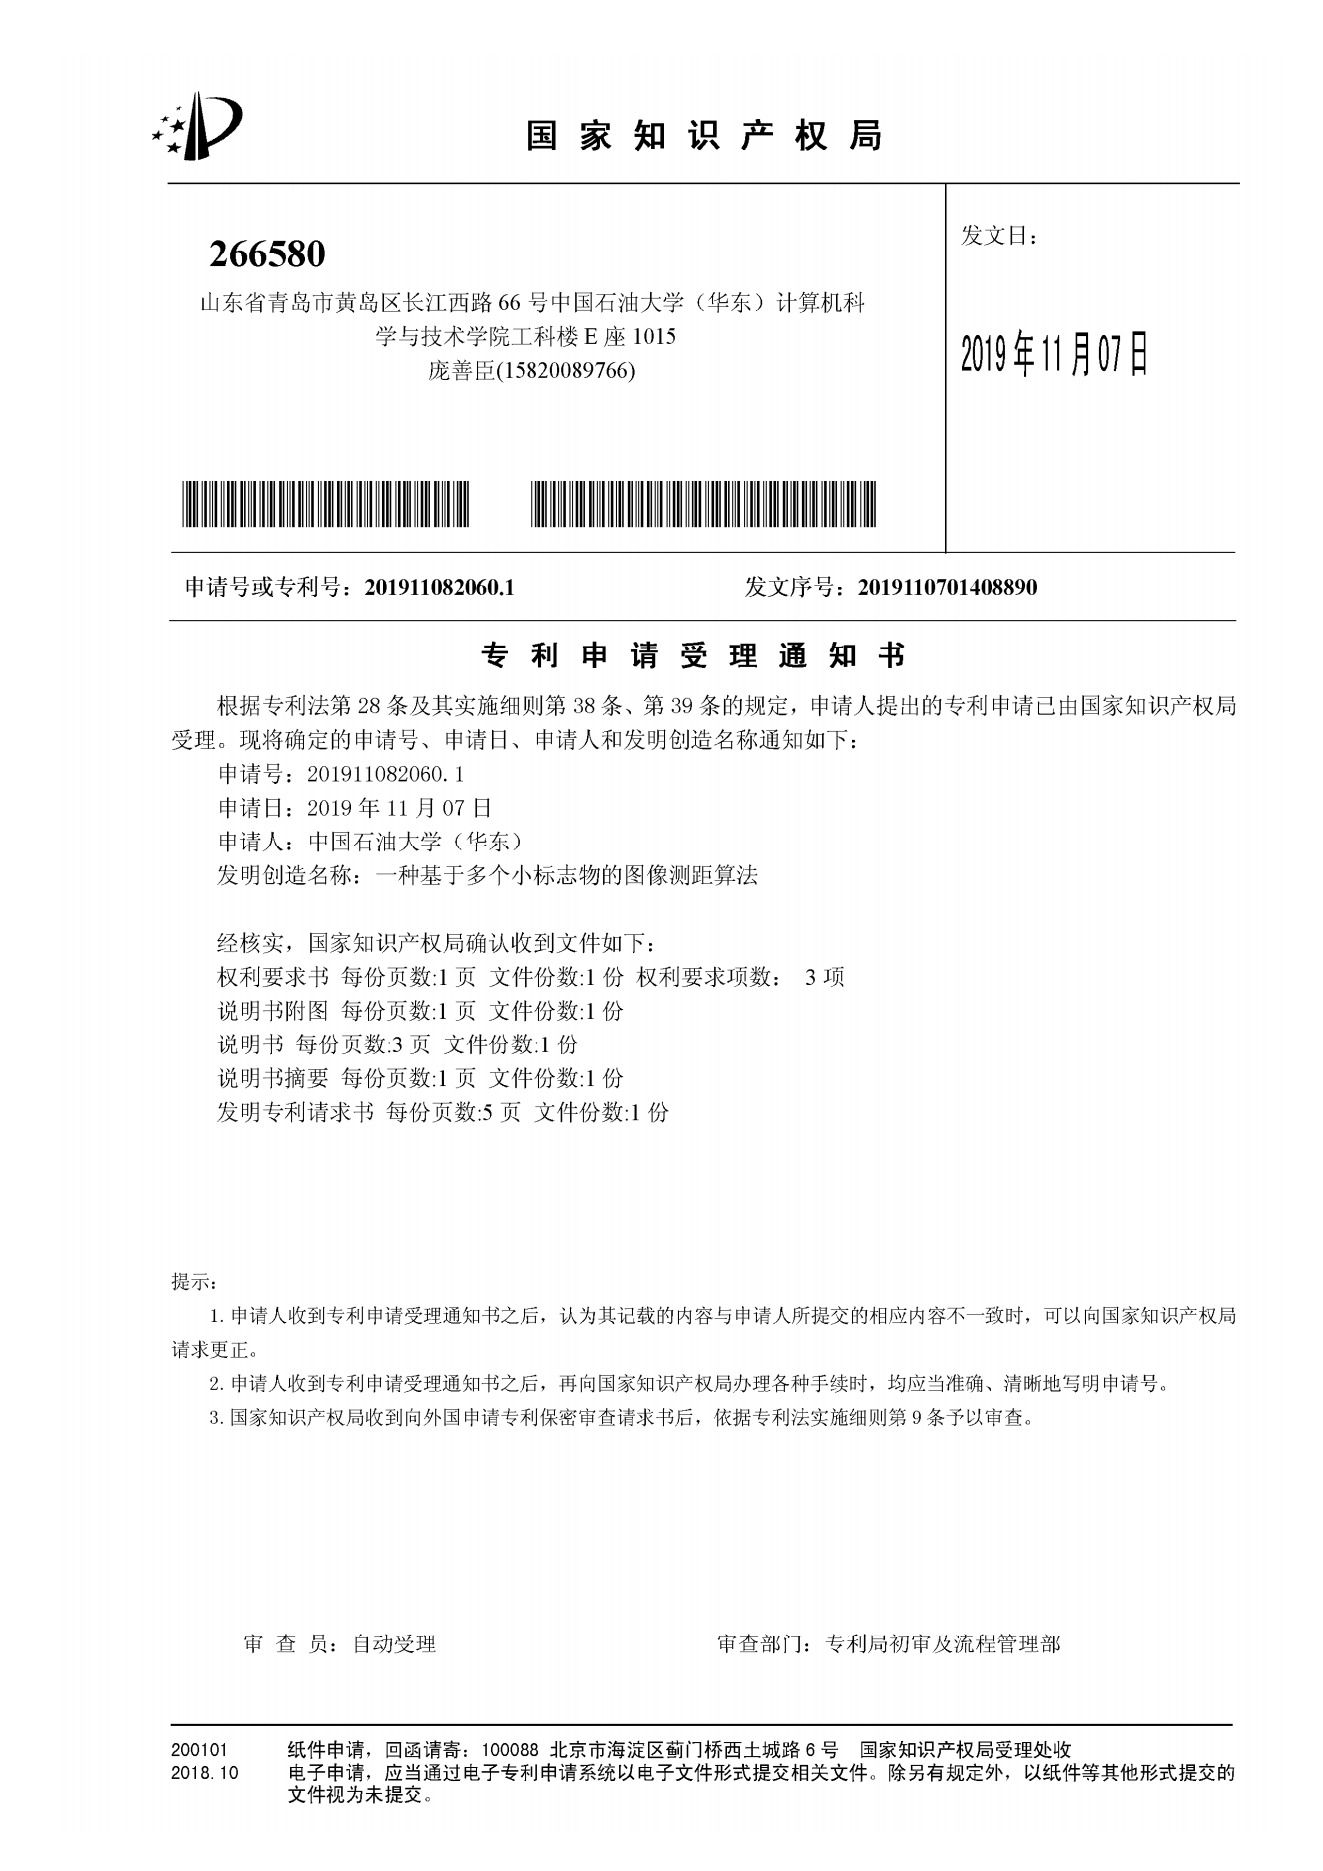 国家知识产权局
266580
山东省青岛市黄岛区长江西路 66 号中国石油大学（华东）计算机科
学与技术学院工科楼 E 座 1015
庞善臣(15820089766)
发文日：
2019 年 11 月 07 日
申请号或专利号：201911082060.1
发文序号：2019110701408890
专利申请受理通知书
根据专利法第 28 条及其实施细则第 38 条、第 39 条的规定，申请人提出的专利申请已由国家知识产权局
受理。现将确定的申请号、申请日、申请人和发明创造名称通知如下：
申请号：201911082060.1
申请日：2019 年 11 月 07 日
申请人：中国石油大学（华东）
发明创造名称：一种基于多个小标志物的图像测距算法
经核实，国家知识产权局确认收到文件如下：
权利要求书 每份页数:1 页 文件份数:1 份 权利要求项数： 3 项
说明书附图 每份页数:1 页 文件份数:1 份
说明书 每份页数:3 页 文件份数:1 份
说明书摘要 每份页数:1 页 文件份数:1 份
发明专利请求书 每份页数:5 页 文件份数:1 份
提示：
1. 申请人收到专利申请受理通知书之后，认为其记载的内容与申请人所提交的相应内容不一致时，可以向国家知识产权局
请求更正。
2. 申请人收到专利申请受理通知书之后，再向国家知识产权局办理各种手续时，均应当准确、清晰地写明申请号。
3. 国家知识产权局收到向外国申请专利保密审查请求书后，依据专利法实施细则第 9 条予以审查。
审 查 员：自动受理
审查部门：专利局初审及流程管理部
200101 纸件申请，回函请寄：100088 北京市海淀区蓟门桥西土城路 6 号 国家知识产权局受理处收
2018.10 电子申请，应当通过电子专利申请系统以电子文件形式提交相关文件。除另有规定外，以纸件等其他形式提交的
文件视为未提交。